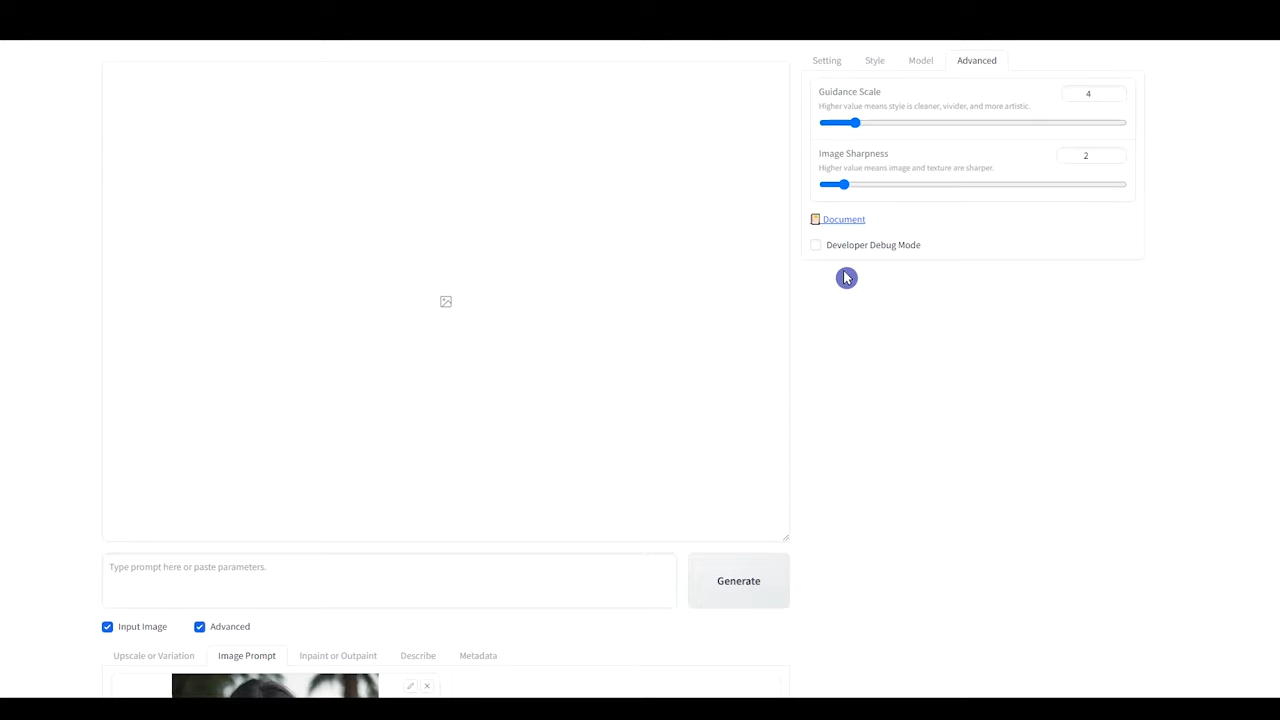 Setting Style Model Advanced
Guidance Scale 4
Higher value means style is cleaner, vivider, and more artistic.
Image Sharpness 2
Higher value means image and texture are sharper.
Document
Developer Debug Mode
Type prompt here or paste parameters.
Generate
Input Image Advanced
Upscale or Variation Image Prompt Inpaint or Outpaint Describe Metadata